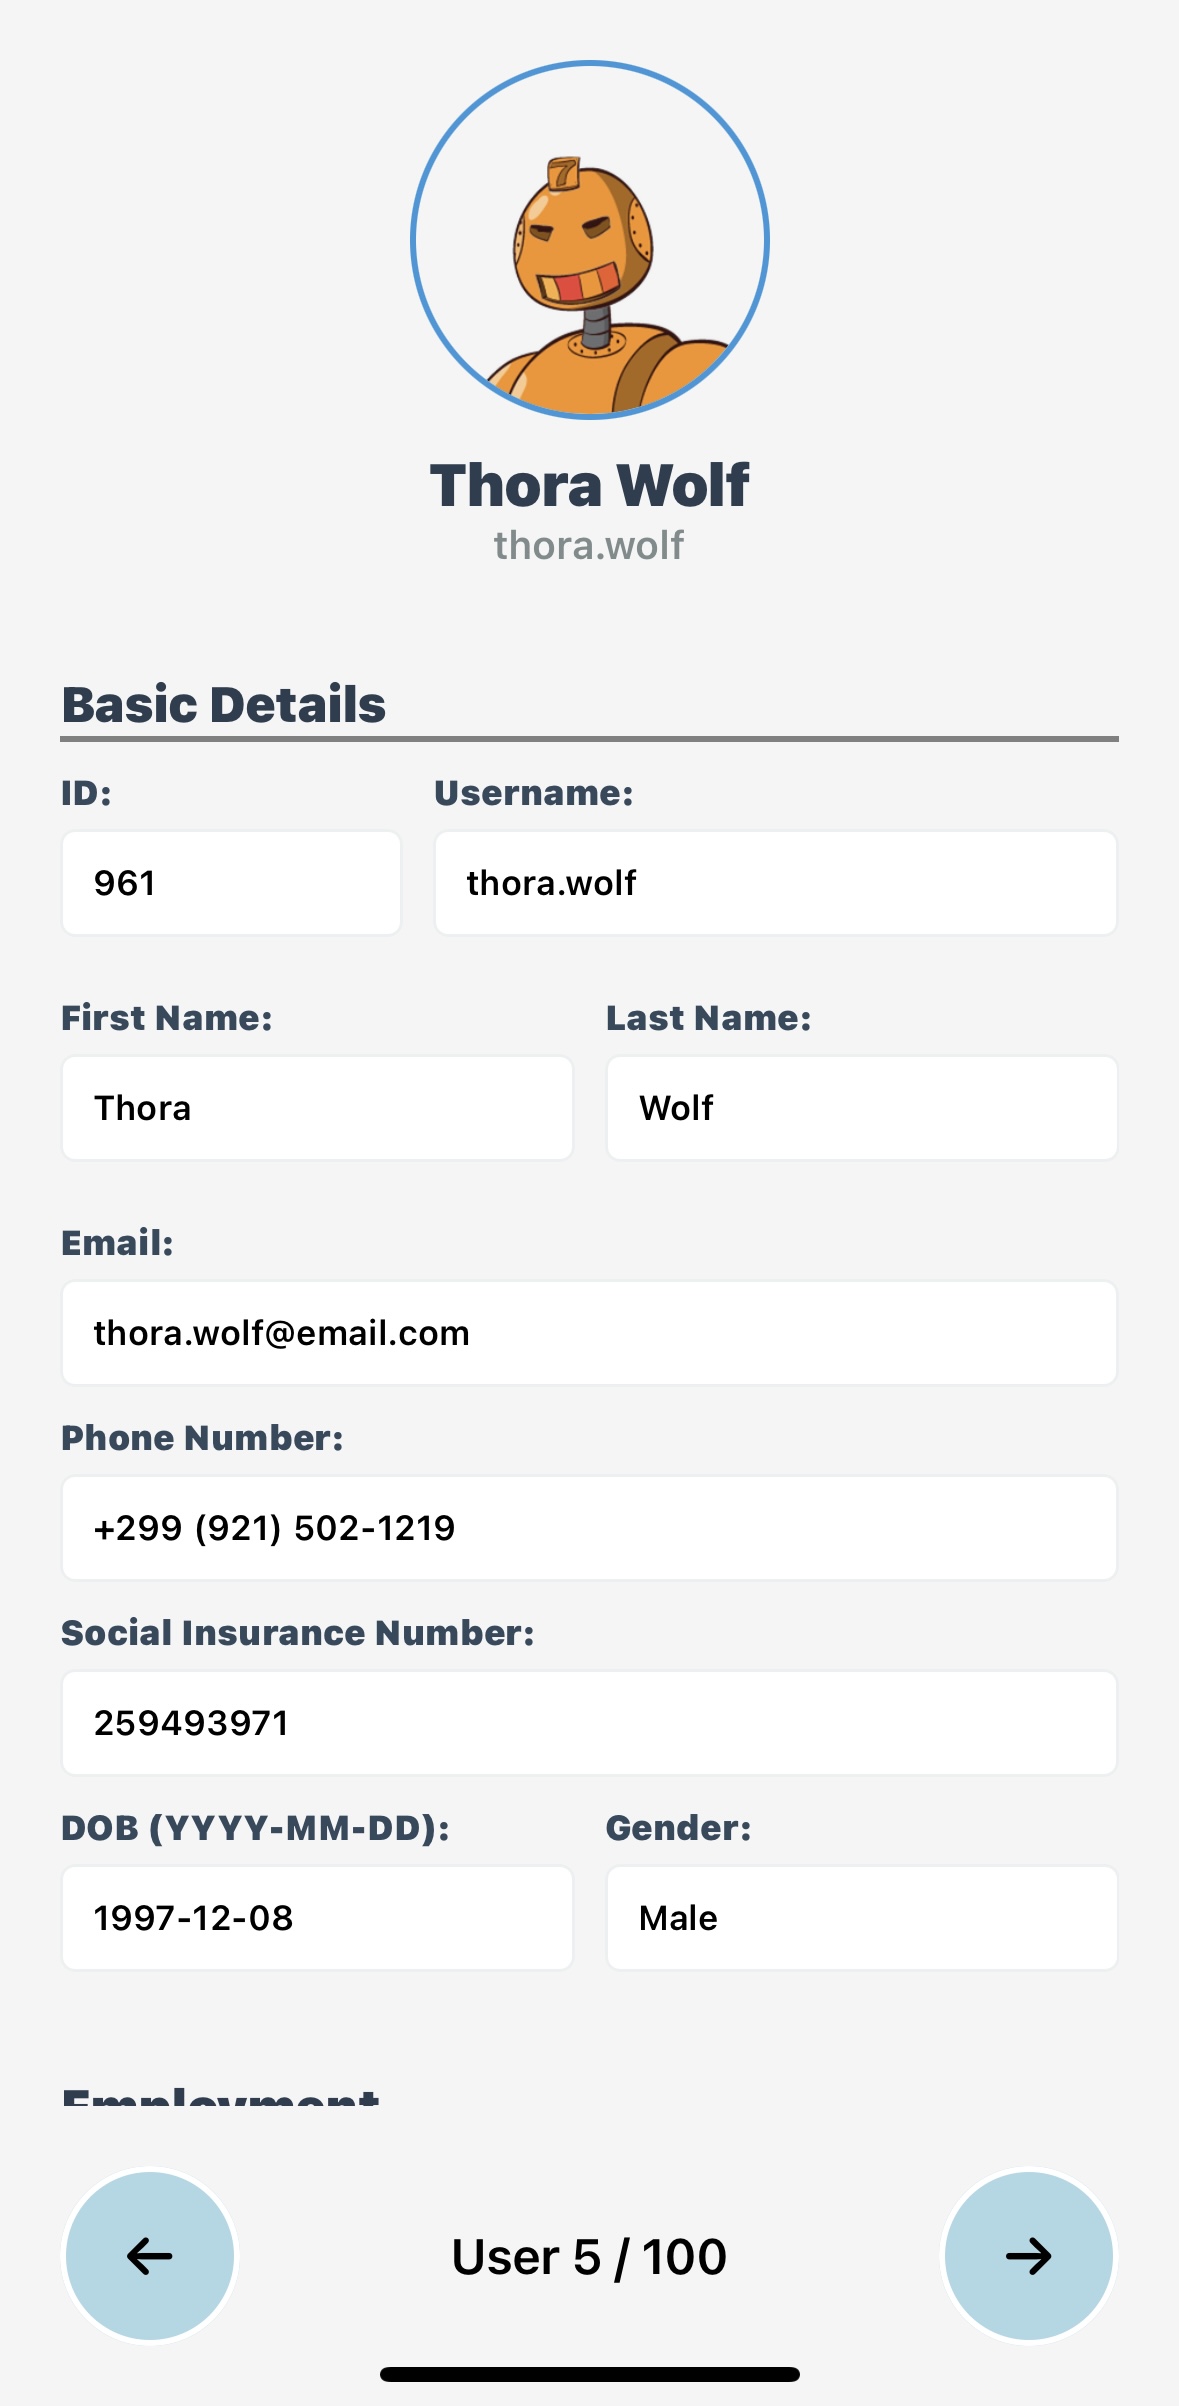 7
Thora Wolf
thora.wolf
Basic Details
ID: Username:
961 thora.wolf
First Name: Last Name:
Thora Wolf
Email:
thora.wolf@email.com
Phone Number:
+299 (921) 502-1219
Social Insurance Number:
259493971
DOB (YYYY-MM-DD): Gender:
1997-12-08 Male
Employment
User 5 / 100